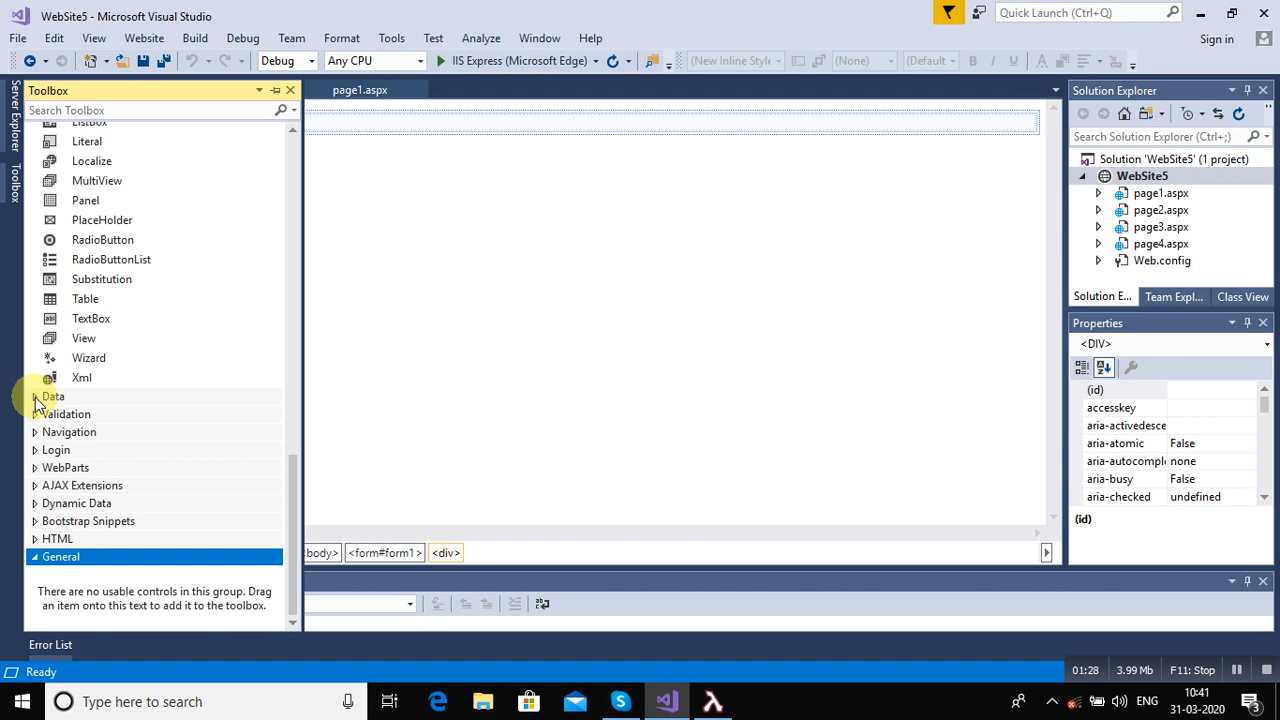 WebSite5 - Microsoft Visual Studio
Quick Launch (Ctrl+Q)
File Edit View Website Build Debug Team Format Tools Test Analyze Window Help
Sign in
Debug Any CPU IIS Express (Microsoft Edge) (New Inline Style) (None) (Default) B I U A
Server Explorer
Toolbox
Toolbox
Search Toolbox
ListBox
Literal
Localize
MultiView
Panel
PlaceHolder
RadioButton
RadioButtonList
Substitution
Table
TextBox
View
Wizard
Xml
Data
Validation
Navigation
Login
WebParts
AJAX Extensions
Dynamic Data
Bootstrap Snippets
HTML
General
There are no usable controls in this group. Drag
an item onto this text to add it to the toolbox.
page1.aspx
<body> <form#form1> <div>
Solution Explorer
Search Solution Explorer (Ctrl+;)
Solution 'WebSite5' (1 project)
WebSite5
page1.aspx
page2.aspx
page3.aspx
page4.aspx
Web.config
Solution E... Team Expl... Class View
Properties
<DIV>
(id)
accesskey
aria-activedesce
aria-atomic False
aria-autocomple none
aria-busy False
aria-checked undefined
(id)
Error List
Ready
01:28 3.99 Mb F11: Stop
Type here to search
ENG
10:41
31-03-2020
3